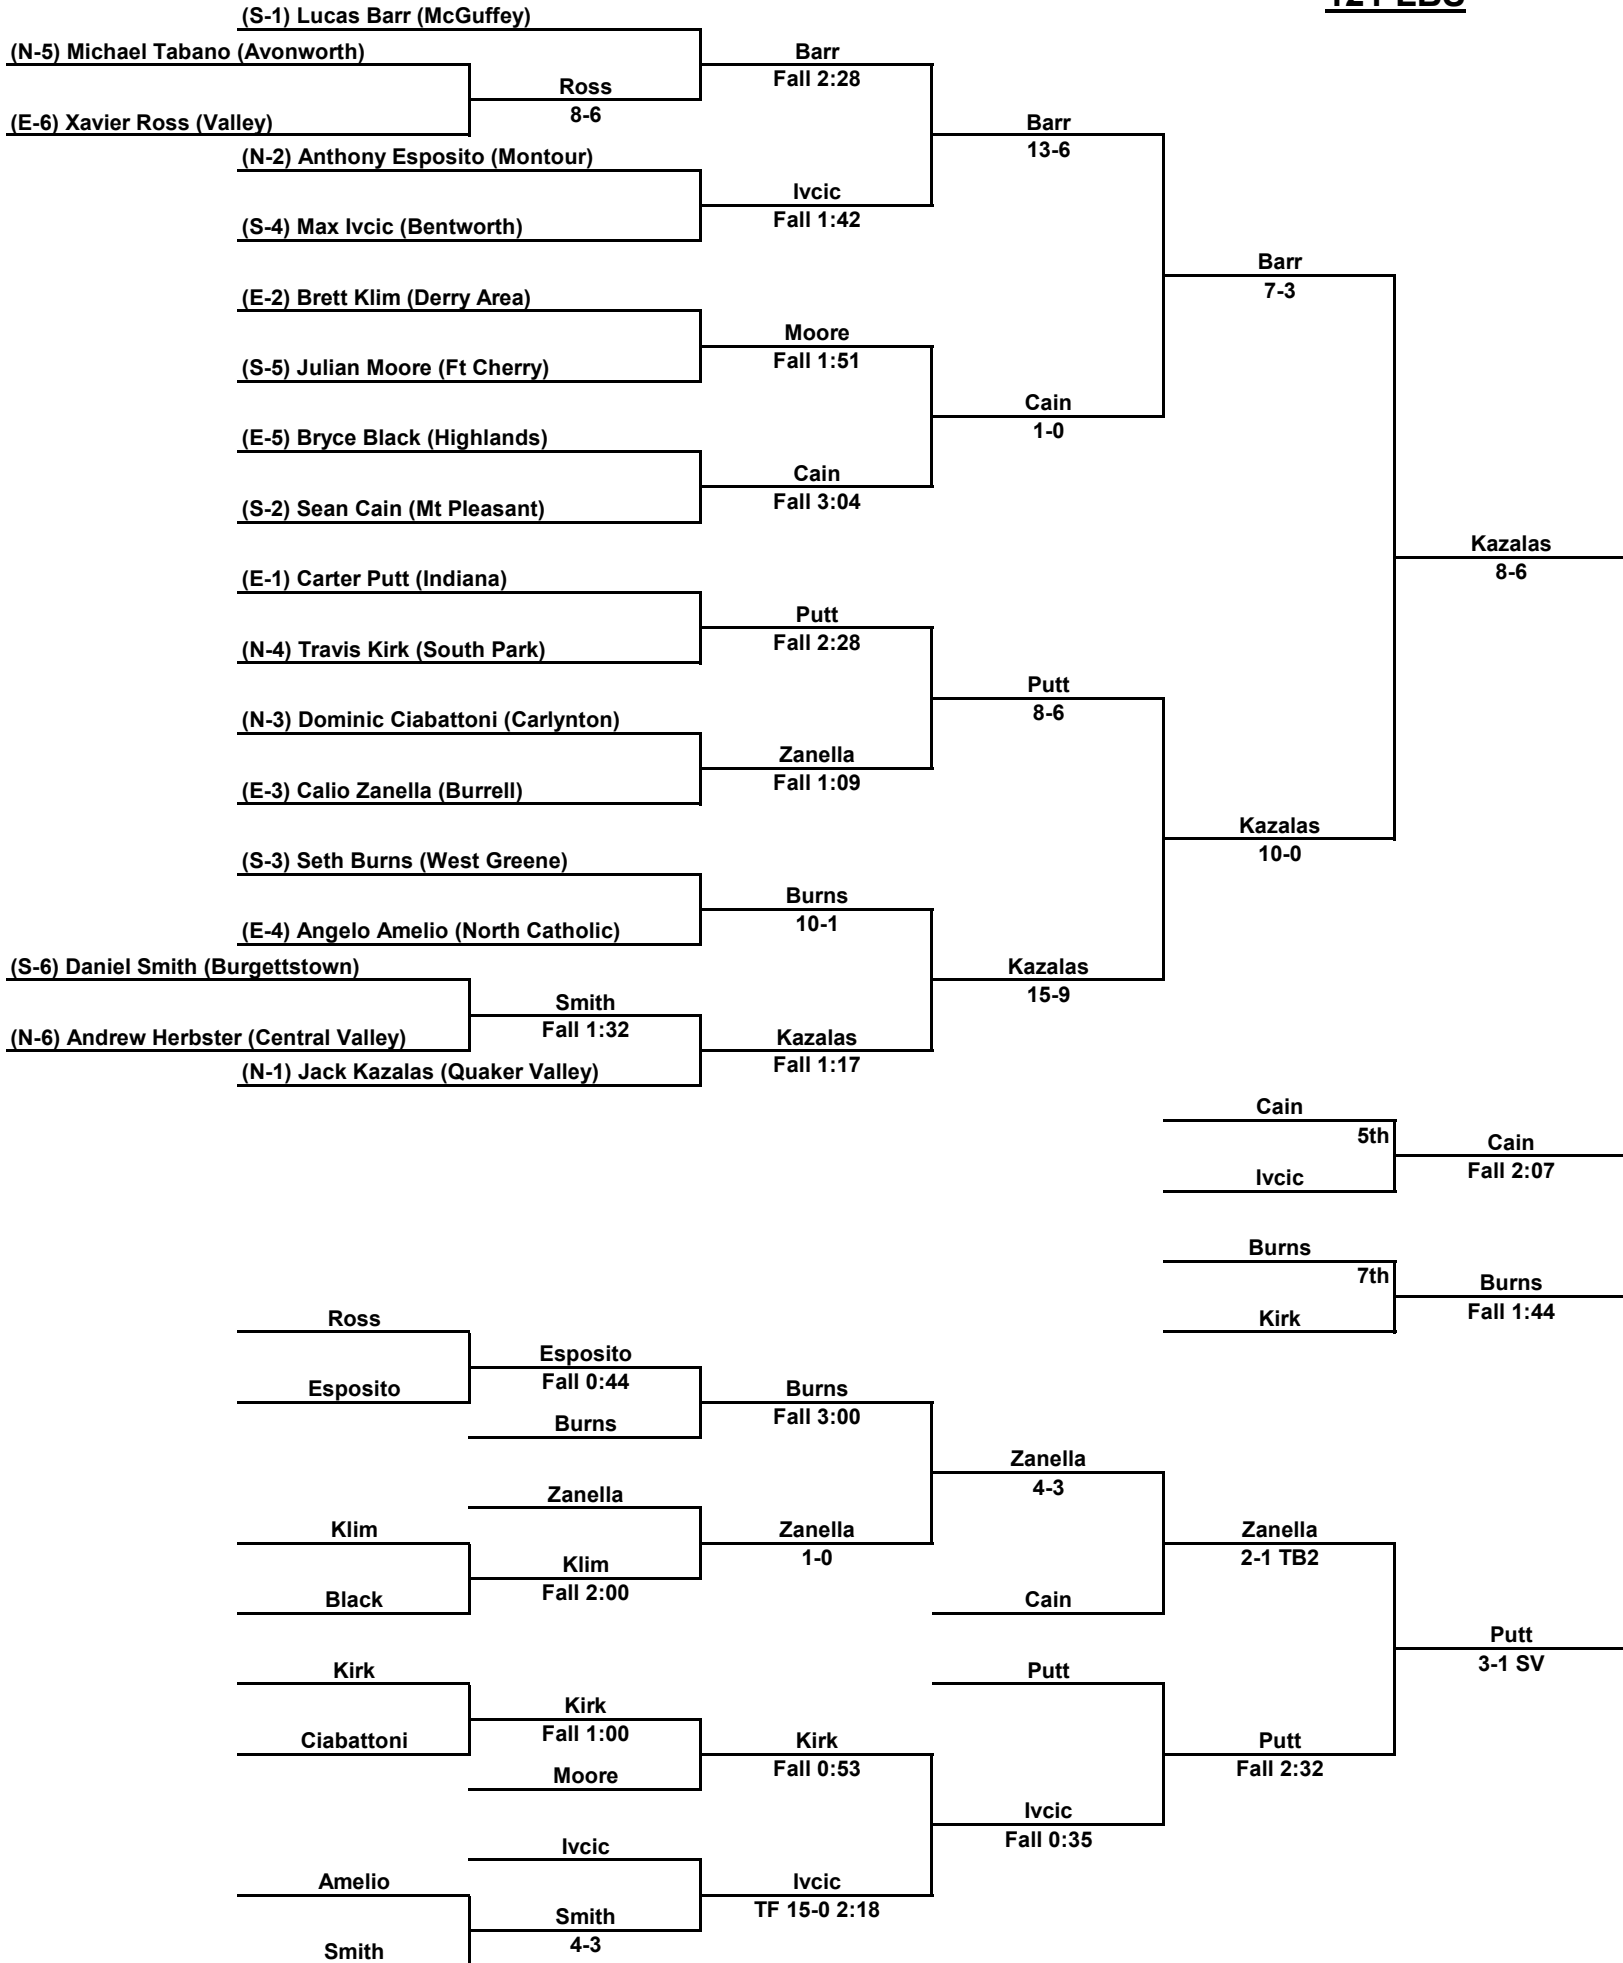 (S-1) Lucas Barr (McGuffey)
(N-5) Michael Tabano (Avonworth)
Barr
Fall 2:28
Ross
8-6
(E-6) Xavier Ross (Valley)
Barr
13-6
(N-2) Anthony Esposito (Montour)
Ivcic
Fall 1:42
(S-4) Max Ivcic (Bentworth)
Barr
7-3
(E-2) Brett Klim (Derry Area)
Moore
Fall 1:51
(S-5) Julian Moore (Ft Cherry)
Cain
1-0
(E-5) Bryce Black (Highlands)
Cain
Fall 3:04
(S-2) Sean Cain (Mt Pleasant)
Kazalas
8-6
(E-1) Carter Putt (Indiana)
Putt
Fall 2:28
(N-4) Travis Kirk (South Park)
Putt
8-6
(N-3) Dominic Ciabattoni (Carlynton)
Zanella
Fall 1:09
(E-3) Calio Zanella (Burrell)
Kazalas
10-0
(S-3) Seth Burns (West Greene)
Burns
10-1
(E-4) Angelo Amelio (North Catholic)
(S-6) Daniel Smith (Burgettstown)
Kazalas
15-9
Smith
Fall 1:32
(N-6) Andrew Herbster (Central Valley)
Kazalas
Fall 1:17
(N-1) Jack Kazalas (Quaker Valley)
Cain
5th
Cain
Fall 2:07
Ivcic
Burns
7th
Burns
Fall 1:44
Kirk
Ross
Esposito
Fall 0:44
Esposito
Burns
Fall 3:00
Burns
Zanella
4-3
Zanella
Klim
Zanella
1-0
Zanella
2-1 TB2
Klim
Fall 2:00
Black
Cain
Putt
3-1 SV
Kirk
Putt
Kirk
Fall 1:00
Ciabattoni
Kirk
Fall 0:53
Putt
Fall 2:32
Moore
Ivcic
Fall 0:35
Ivcic
Amelio
Ivcic
TF 15-0 2:18
Smith
4-3
Smith